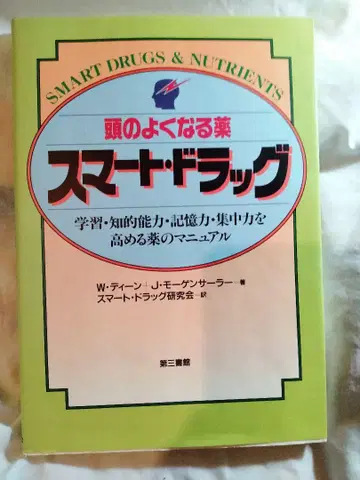 SMART DRUGS & NUTRIENTS
頭のよくなる薬
スマート・ドラッグ
学習・知的能力・記憶力・集中力を
高める薬のマニュアル
W・ディーン+J・モーゲンサーラー=著
スマート・ドラッグ研究会=訳
第三書館